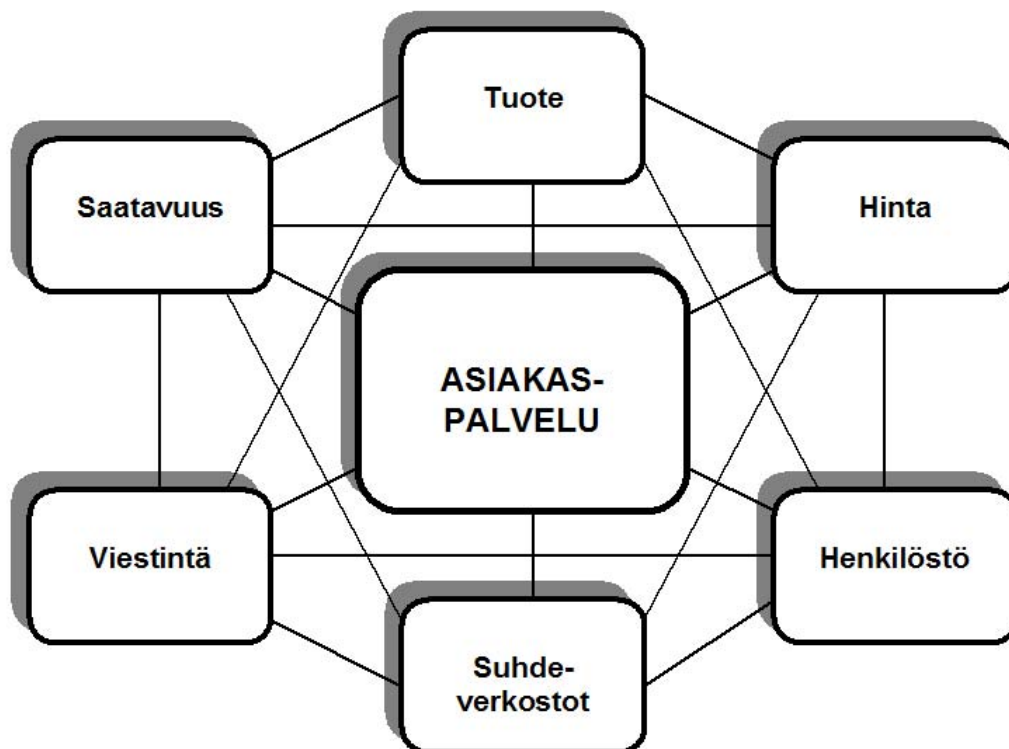 Tuote
Saatavuus
Hinta
ASIAKAS-
PALVELU
Viestintä
Henkilöstö
Suhde-
verkostot